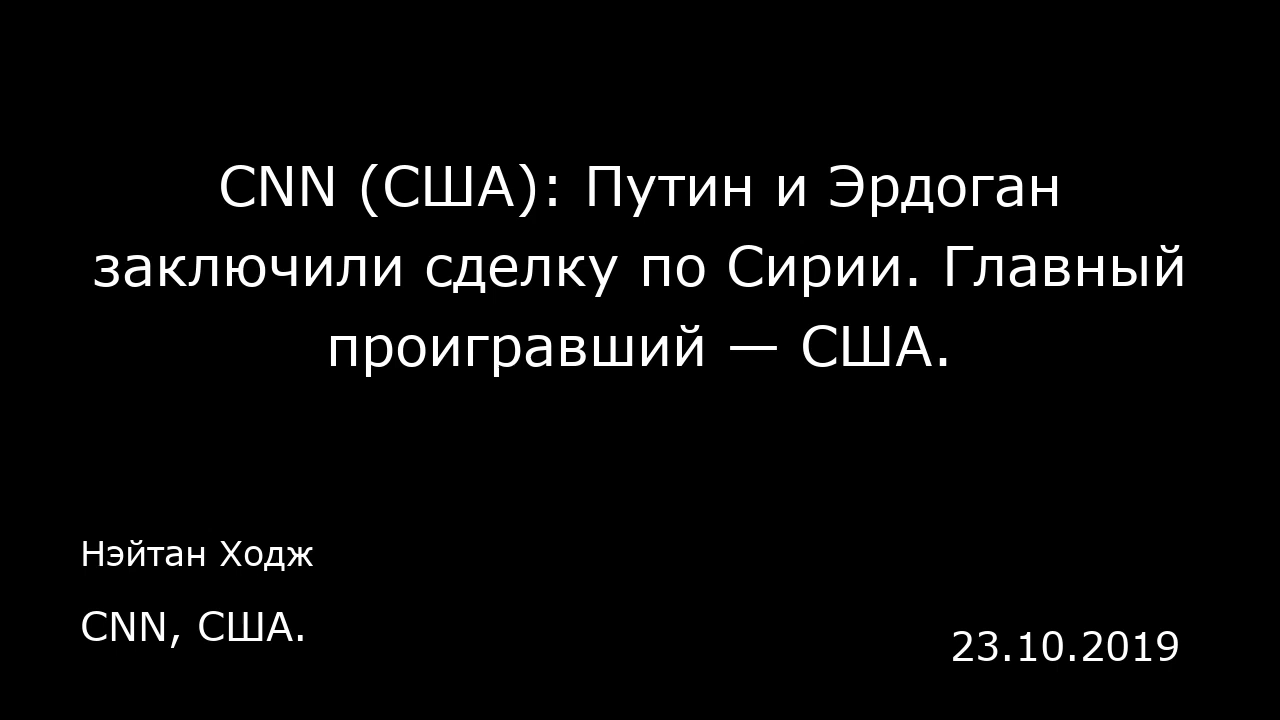 CNN (США): Путин и Эрдоган
заключили сделку по Сирии. Главный
проигравший — США.
Нэйтан Ходж
CNN, США.
23.10.2019